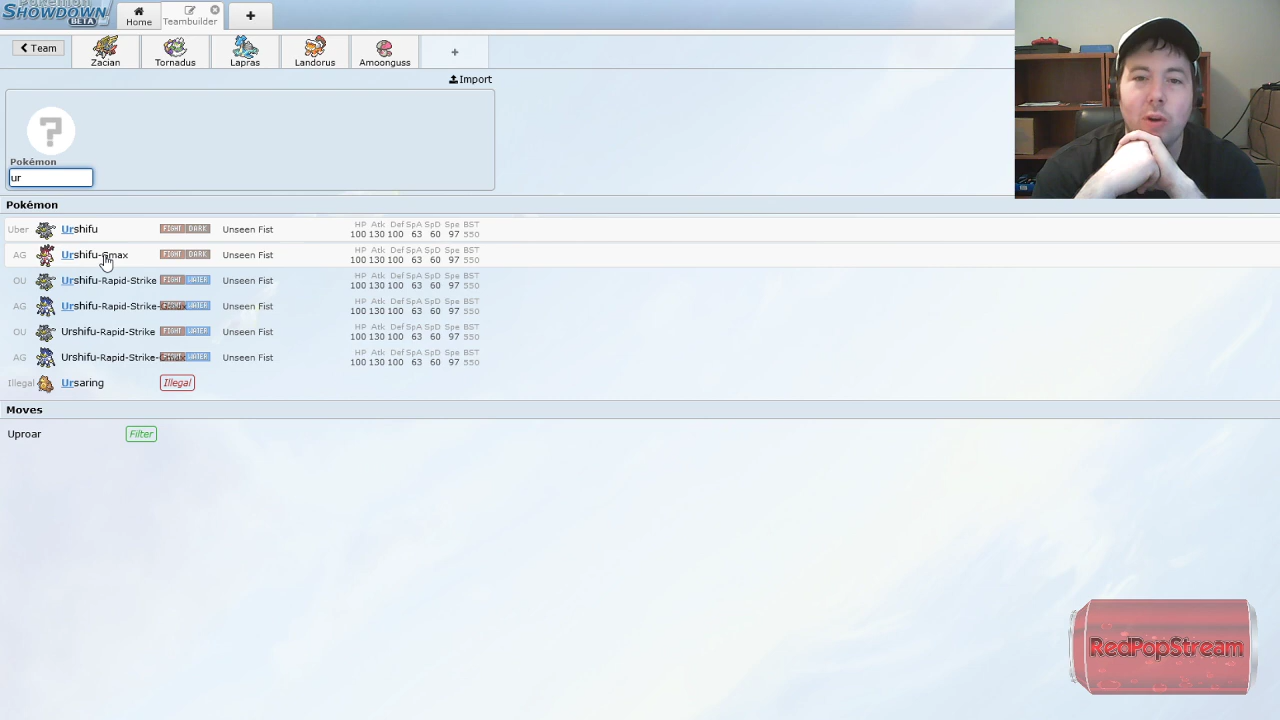 Pokémon
SHOWDOWN
BETA
Home
Teambuilder
+
Team
Zacian
Tornadus
Lapras
Landorus
Amoonguss
+
Import
?
Pokémon
ur
Pokémon
Uber Urshifu FIGHT DARK Unseen Fist HP 100 Atk 130 Def 100 SpA 63 SpD 60 Spe 97 BST 550
AG Urshifu-Gmax FIGHT DARK Unseen Fist HP 100 Atk 130 Def 100 SpA 63 SpD 60 Spe 97 BST 550
OU Urshifu-Rapid-Strike FIGHT WATER Unseen Fist HP 100 Atk 130 Def 100 SpA 63 SpD 60 Spe 97 BST 550
AG Urshifu-Rapid-Strike-Gmax FIGHT WATER Unseen Fist HP 100 Atk 130 Def 100 SpA 63 SpD 60 Spe 97 BST 550
OU Urshifu-Rapid-Strike FIGHT WATER Unseen Fist HP 100 Atk 130 Def 100 SpA 63 SpD 60 Spe 97 BST 550
AG Urshifu-Rapid-Strike-Gmax FIGHT WATER Unseen Fist HP 100 Atk 130 Def 100 SpA 63 SpD 60 Spe 97 BST 550
Illegal Ursaring Illegal
Moves
Uproar Filter
RedPopStream